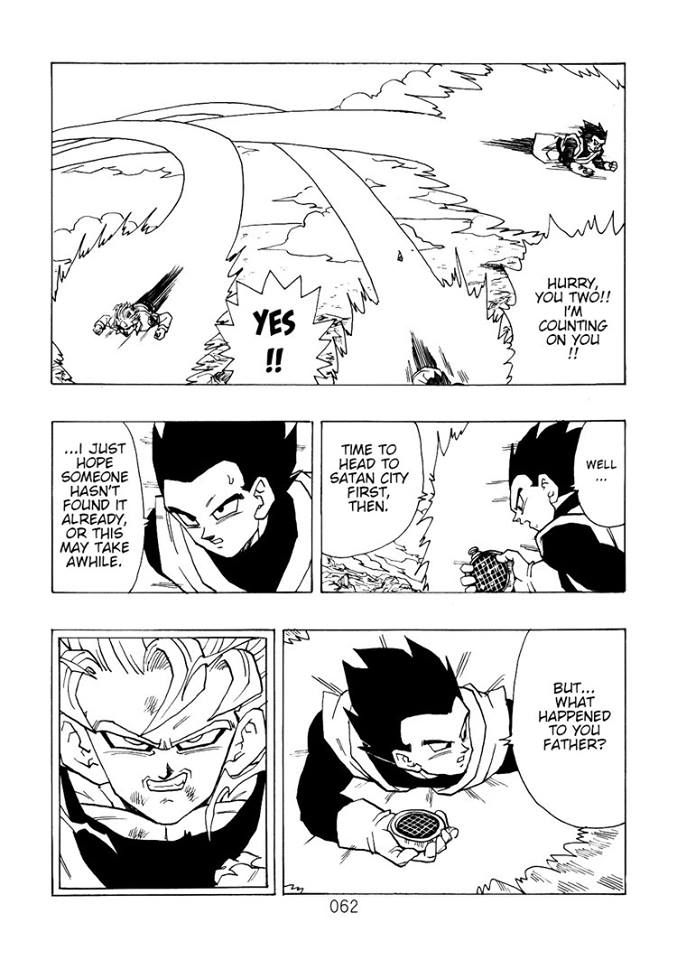 HURRY,
YOU TWO!!
I'M
COUNTING
ON YOU
!!
YES
!!
WELL
...
TIME TO
HEAD TO
SATAN CITY
FIRST,
THEN.
...I JUST
HOPE
SOMEONE
HASN'T
FOUND IT
ALREADY,
OR THIS
MAY TAKE
AWHILE.
BUT...
WHAT
HAPPENED
TO YOU
FATHER?
062